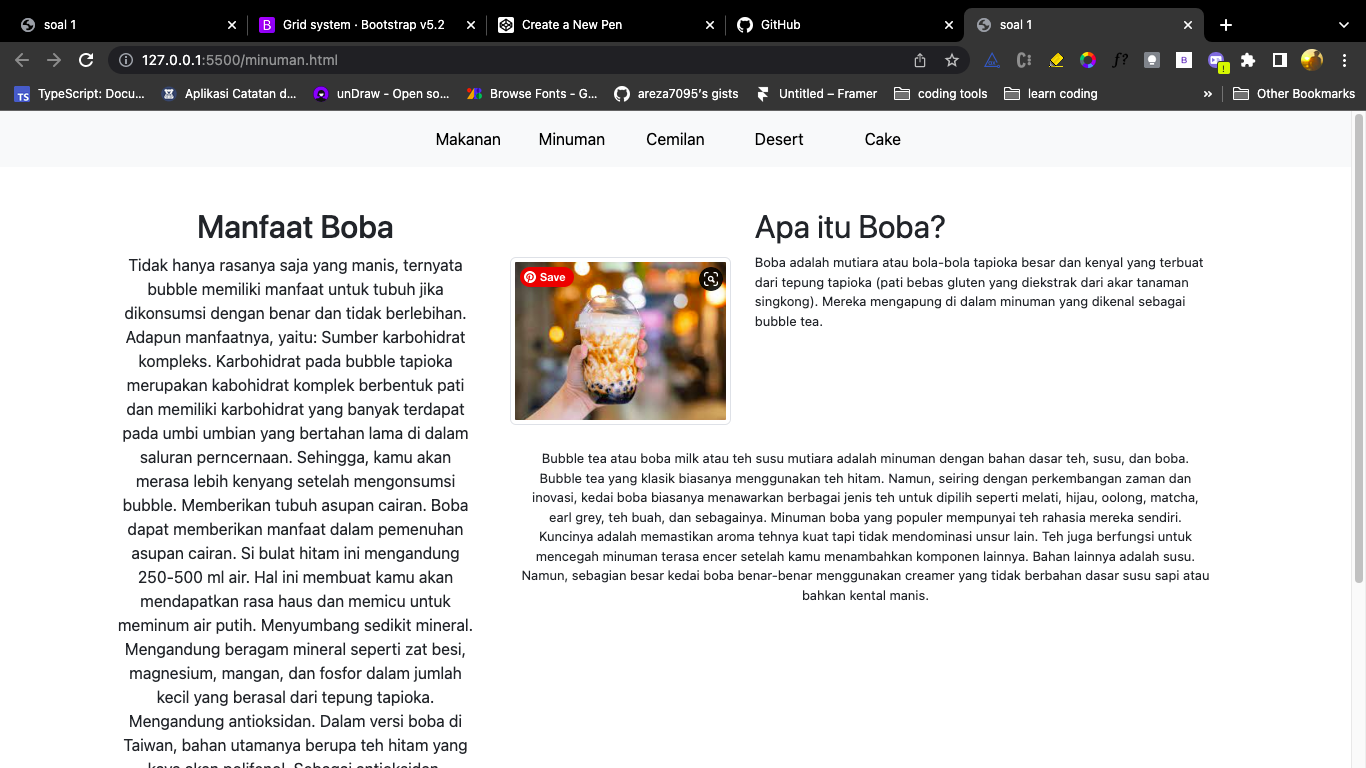 soal 1
Grid system · Bootstrap v5.2
Create a New Pen
GitHub
soal 1
127.0.0.1:5500/minuman.html
TypeScript: Docu...
Aplikasi Catatan d...
unDraw - Open so...
Browse Fonts - G...
areza7095's gists
Untitled – Framer
coding tools
learn coding
»
Other Bookmarks
Makanan
Minuman
Cemilan
Desert
Cake
Manfaat Boba
Tidak hanya rasanya saja yang manis, ternyata
bubble memiliki manfaat untuk tubuh jika
dikonsumsi dengan benar dan tidak berlebihan.
Adapun manfaatnya, yaitu: Sumber karbohidrat
kompleks. Karbohidrat pada bubble tapioka
merupakan kabohidrat komplek berbentuk pati
dan memiliki karbohidrat yang banyak terdapat
pada umbi umbian yang bertahan lama di dalam
saluran perncernaan. Sehingga, kamu akan
merasa lebih kenyang setelah mengonsumsi
bubble. Memberikan tubuh asupan cairan. Boba
dapat memberikan manfaat dalam pemenuhan
asupan cairan. Si bulat hitam ini mengandung
250-500 ml air. Hal ini membuat kamu akan
mendapatkan rasa haus dan memicu untuk
meminum air putih. Menyumbang sedikit mineral.
Mengandung beragam mineral seperti zat besi,
magnesium, mangan, dan fosfor dalam jumlah
kecil yang berasal dari tepung tapioka.
Mengandung antioksidan. Dalam versi boba di
Taiwan, bahan utamanya berupa teh hitam yang
kaya akan polifenol. Sebagai antioksidan
Save
Apa itu Boba?
Boba adalah mutiara atau bola-bola tapioka besar dan kenyal yang terbuat
dari tepung tapioka (pati bebas gluten yang diekstrak dari akar tanaman
singkong). Mereka mengapung di dalam minuman yang dikenal sebagai
bubble tea.
Bubble tea atau boba milk atau teh susu mutiara adalah minuman dengan bahan dasar teh, susu, dan boba.
Bubble tea yang klasik biasanya menggunakan teh hitam. Namun, seiring dengan perkembangan zaman dan
inovasi, kedai boba biasanya menawarkan berbagai jenis teh untuk dipilih seperti melati, hijau, oolong, matcha,
earl grey, teh buah, dan sebagainya. Minuman boba yang populer mempunyai teh rahasia mereka sendiri.
Kuncinya adalah memastikan aroma tehnya kuat tapi tidak mendominasi unsur lain. Teh juga berfungsi untuk
mencegah minuman terasa encer setelah kamu menambahkan komponen lainnya. Bahan lainnya adalah susu.
Namun, sebagian besar kedai boba benar-benar menggunakan creamer yang tidak berbahan dasar susu sapi atau
bahkan kental manis.